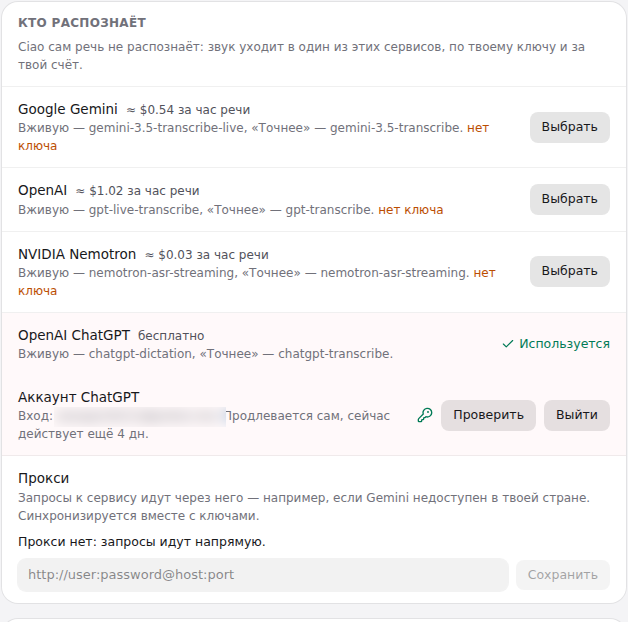 КТО РАСПОЗНАЁТ
Ciao сам речь не распознаёт: звук уходит в один из этих сервисов, по твоему ключу и за
твой счёт.
Google Gemini ≈ $0.54 за час речи
Вживую — gemini-3.5-transcribe-live, «Точнее» — gemini-3.5-transcribe. нет
ключа
Выбрать
OpenAI ≈ $1.02 за час речи
Вживую — gpt-live-transcribe, «Точнее» — gpt-transcribe. нет ключа
Выбрать
NVIDIA Nemotron ≈ $0.03 за час речи
Вживую — nemotron-asr-streaming, «Точнее» — nemotron-asr-streaming. нет
ключа
Выбрать
OpenAI ChatGPT бесплатно
Вживую — chatgpt-dictation, «Точнее» — chatgpt-transcribe.
Используется
Аккаунт ChatGPT
Вход: Продлевается сам, сейчас
действует ещё 4 дн.
Проверить Выйти
Прокси
Запросы к сервису идут через него — например, если Gemini недоступен в твоей стране.
Синхронизируется вместе с ключами.
Прокси нет: запросы идут напрямую.
http://user:password@host:port Сохранить